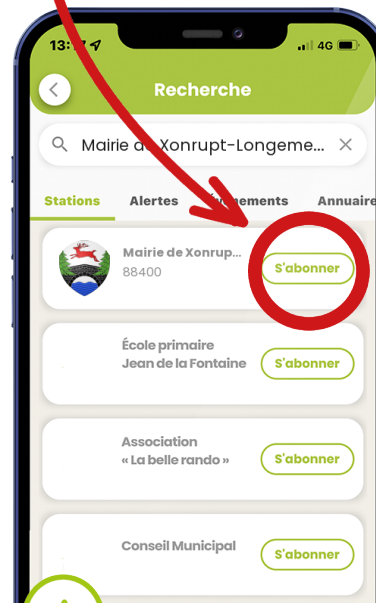 13:
4G
Recherche
Mairie de Xonrupt-Longeme...
Stations Alertes Événements Annuaire
Mairie de Xonrup...
88400
S'abonner
École primaire
Jean de la Fontaine
S'abonner
Association
« La belle rando »
S'abonner
Conseil Municipal
S'abonner